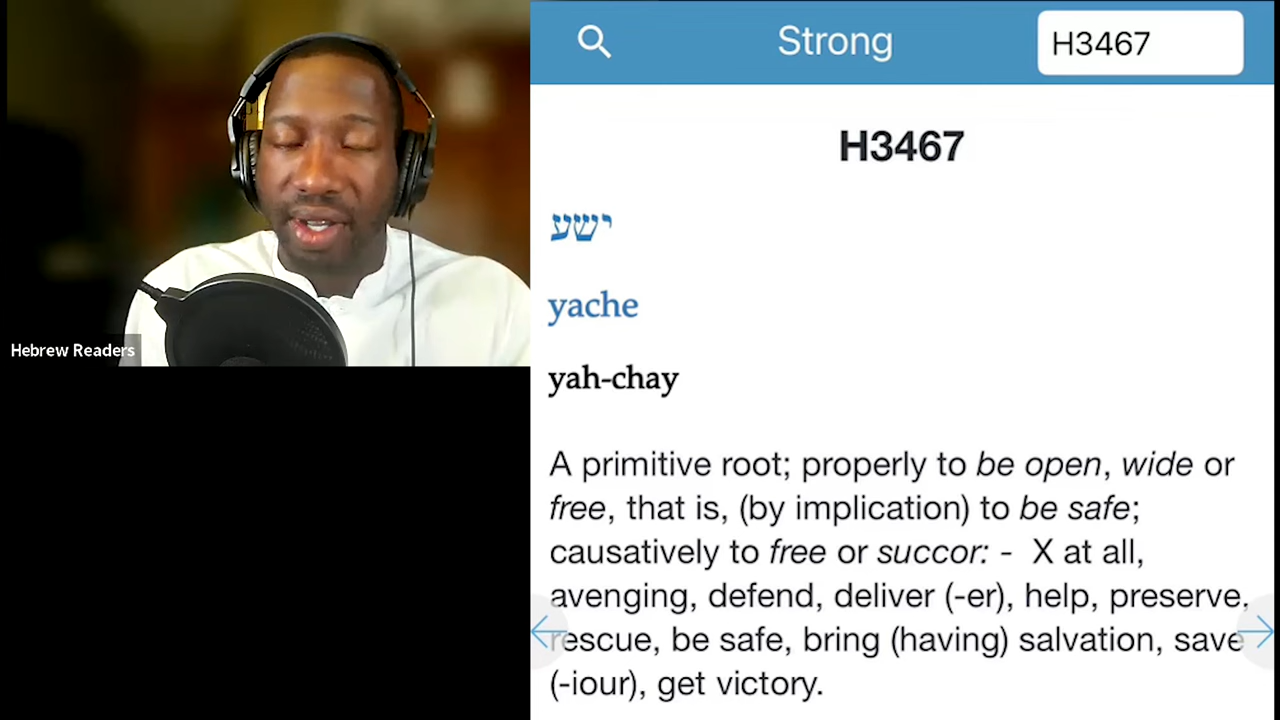 Strong
H3467
H3467
ישע
yache
yah-chay
A primitive root; properly to be open, wide or
free, that is, (by implication) to be safe;
causatively to free or succor: - X at all,
avenging, defend, deliver (-er), help, preserve,
rescue, be safe, bring (having) salvation, save
(-iour), get victory.
Hebrew Readers